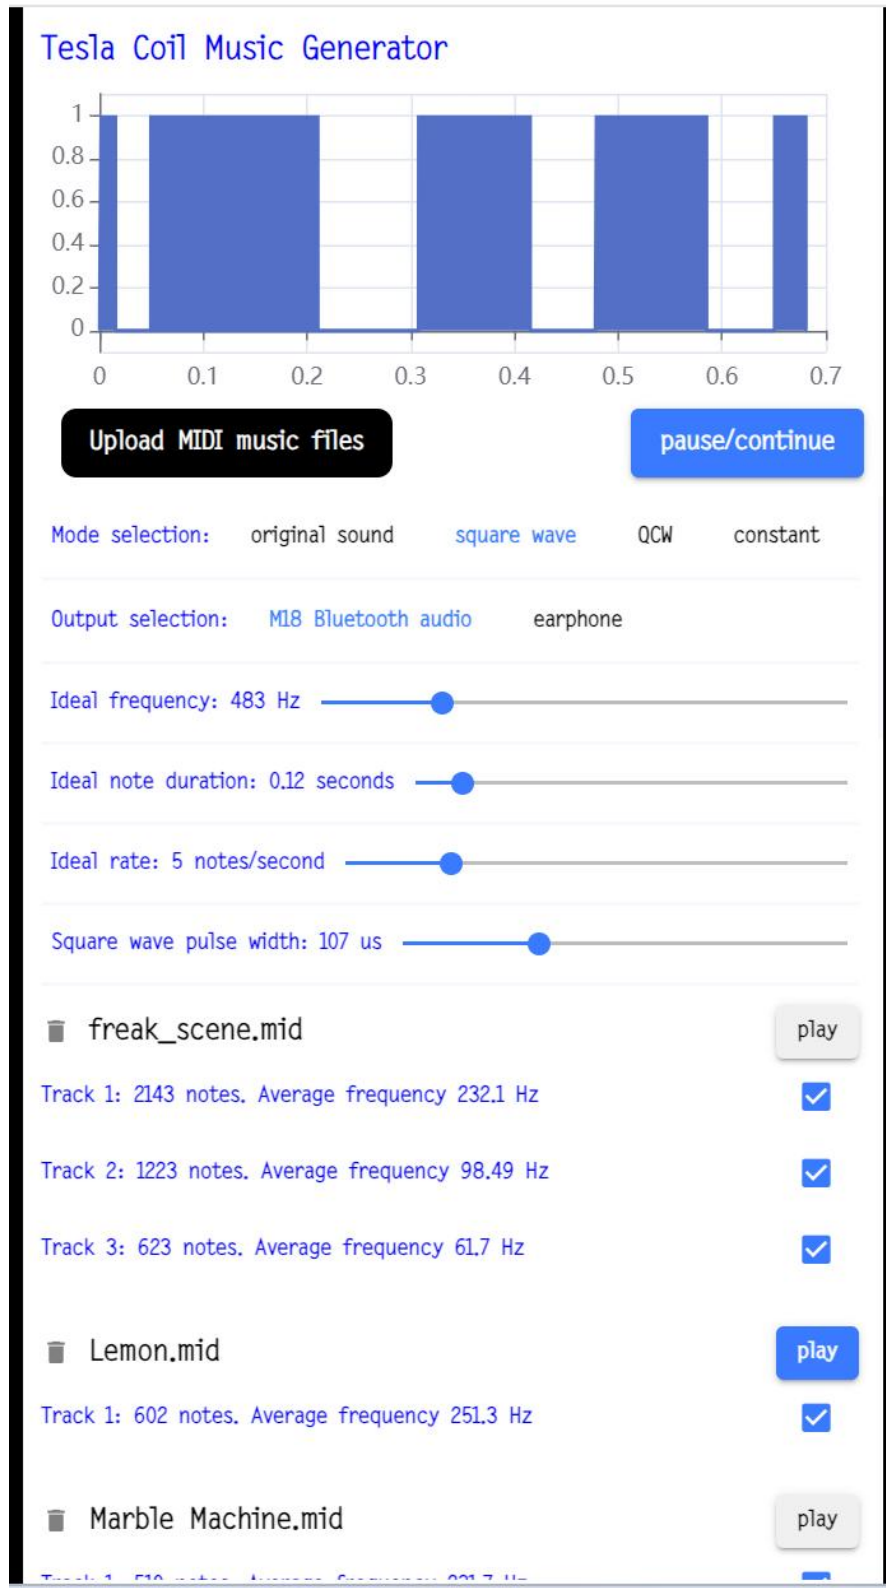 Tesla Coil Music Generator
1
0.8
0.6
0.4
0.2
0
0 0.1 0.2 0.3 0.4 0.5 0.6 0.7
Upload MIDI music files pause/continue
Mode selection: original sound square wave QCW constant
Output selection: M18 Bluetooth audio earphone
Ideal frequency: 483 Hz
Ideal note duration: 0.12 seconds
Ideal rate: 5 notes/second
Square wave pulse width: 107 us
freak_scene.mid play
Track 1: 2143 notes. Average frequency 232.1 Hz
Track 2: 1223 notes. Average frequency 98.49 Hz
Track 3: 623 notes. Average frequency 61.7 Hz
Lemon.mid play
Track 1: 602 notes. Average frequency 251.3 Hz
Marble Machine.mid play